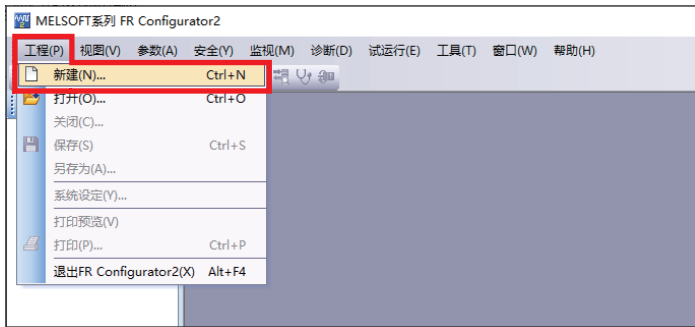 MELSOFT系列 FR Configurator2
工程(P) 视图(V) 参数(A) 安全(Y) 监视(M) 诊断(D) 试运行(E) 工具(T) 窗口(W) 帮助(H)
新建(N)... Ctrl+N
打开(O)... Ctrl+O
关闭(C)...
保存(S) Ctrl+S
另存为(A)...
系统设定(Y)...
打印预览(V)
打印(P)... Ctrl+P
退出FR Configurator2(X) Alt+F4